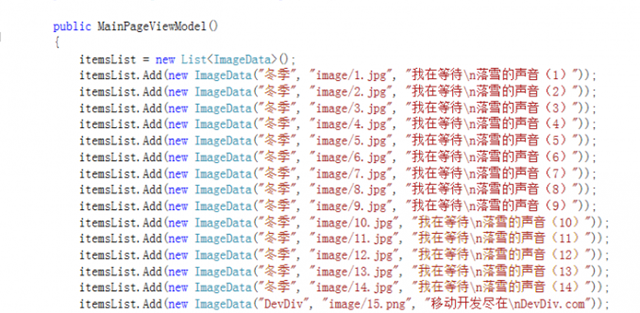 public MainPageViewModel()
{
itemsList = new List<ImageData>();
itemsList.Add(new ImageData("冬季", "image/1.jpg", "我在等待\n落雪的声音（1）"));
itemsList.Add(new ImageData("冬季", "image/2.jpg", "我在等待\n落雪的声音（2）"));
itemsList.Add(new ImageData("冬季", "image/3.jpg", "我在等待\n落雪的声音（3）"));
itemsList.Add(new ImageData("冬季", "image/4.jpg", "我在等待\n落雪的声音（4）"));
itemsList.Add(new ImageData("冬季", "image/5.jpg", "我在等待\n落雪的声音（5）"));
itemsList.Add(new ImageData("冬季", "image/6.jpg", "我在等待\n落雪的声音（6）"));
itemsList.Add(new ImageData("冬季", "image/7.jpg", "我在等待\n落雪的声音（7）"));
itemsList.Add(new ImageData("冬季", "image/8.jpg", "我在等待\n落雪的声音（8）"));
itemsList.Add(new ImageData("冬季", "image/9.jpg", "我在等待\n落雪的声音（9）"));
itemsList.Add(new ImageData("冬季", "image/10.jpg", "我在等待\n落雪的声音（10）"));
itemsList.Add(new ImageData("冬季", "image/11.jpg", "我在等待\n落雪的声音（11）"));
itemsList.Add(new ImageData("冬季", "image/12.jpg", "我在等待\n落雪的声音（12）"));
itemsList.Add(new ImageData("冬季", "image/13.jpg", "我在等待\n落雪的声音（13）"));
itemsList.Add(new ImageData("冬季", "image/14.jpg", "我在等待\n落雪的声音（14）"));
itemsList.Add(new ImageData("DevDiv", "image/15.png", "移动开发尽在\nDevDiv.com"));